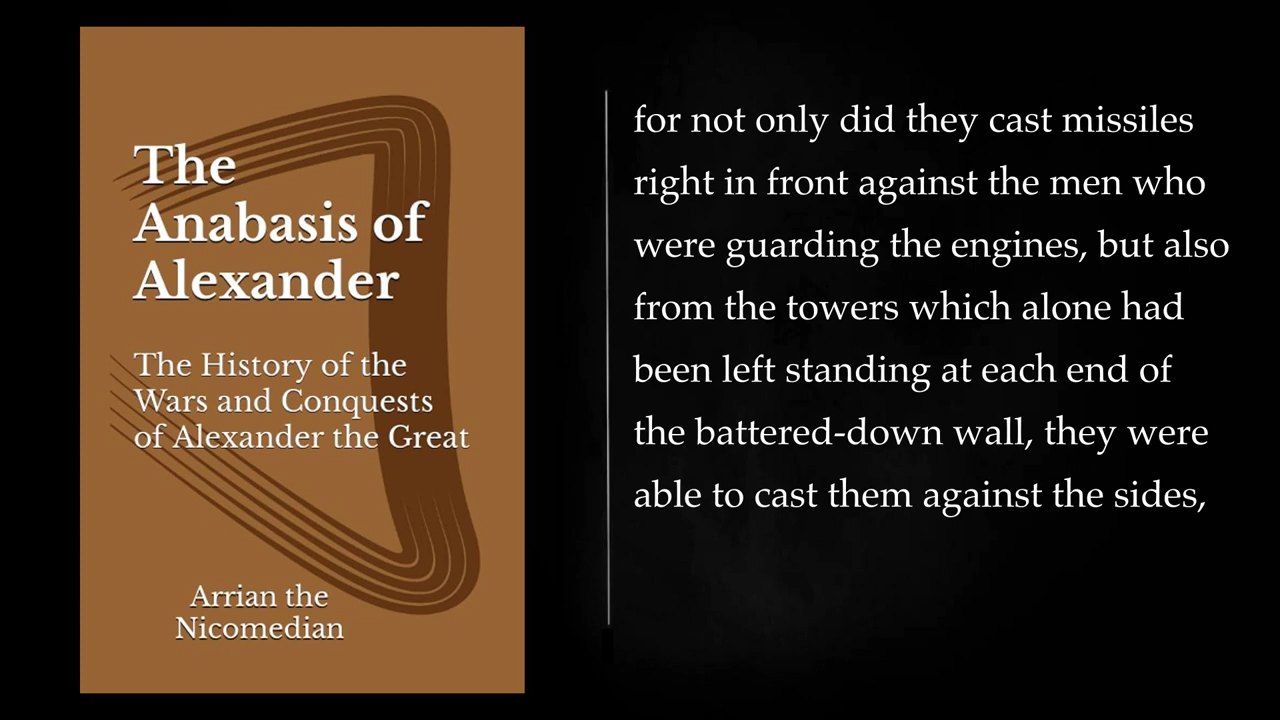 The
Anabasis of
Alexander
The History of the
Wars and Conquests
of Alexander the Great
Arrian the
Nicomedian
for not only did they cast missiles
right in front against the men who
were guarding the engines, but also
from the towers which alone had
been left standing at each end of
the battered-down wall, they were
able to cast them against the sides,